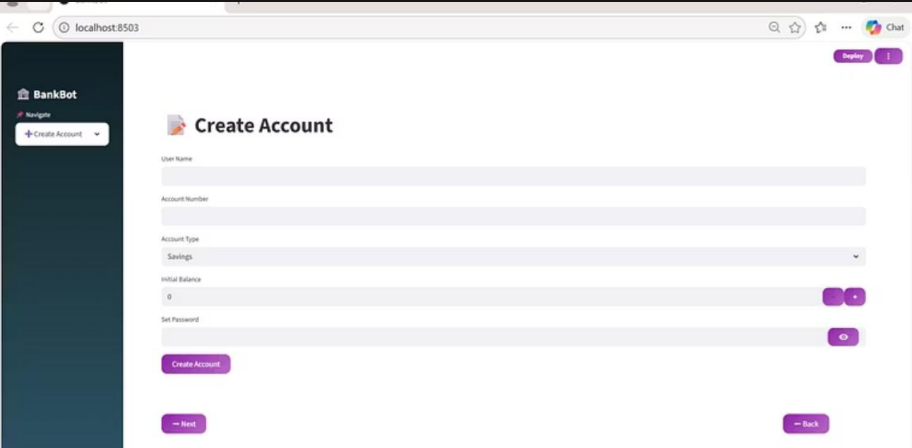 localhost:8503
Chat
Deploy
BankBot
Navigate
Create Account
Create Account
User Name
Account Number
Account Type
Savings
Initial Balance
0
Set Password
Create Account
Next
Back